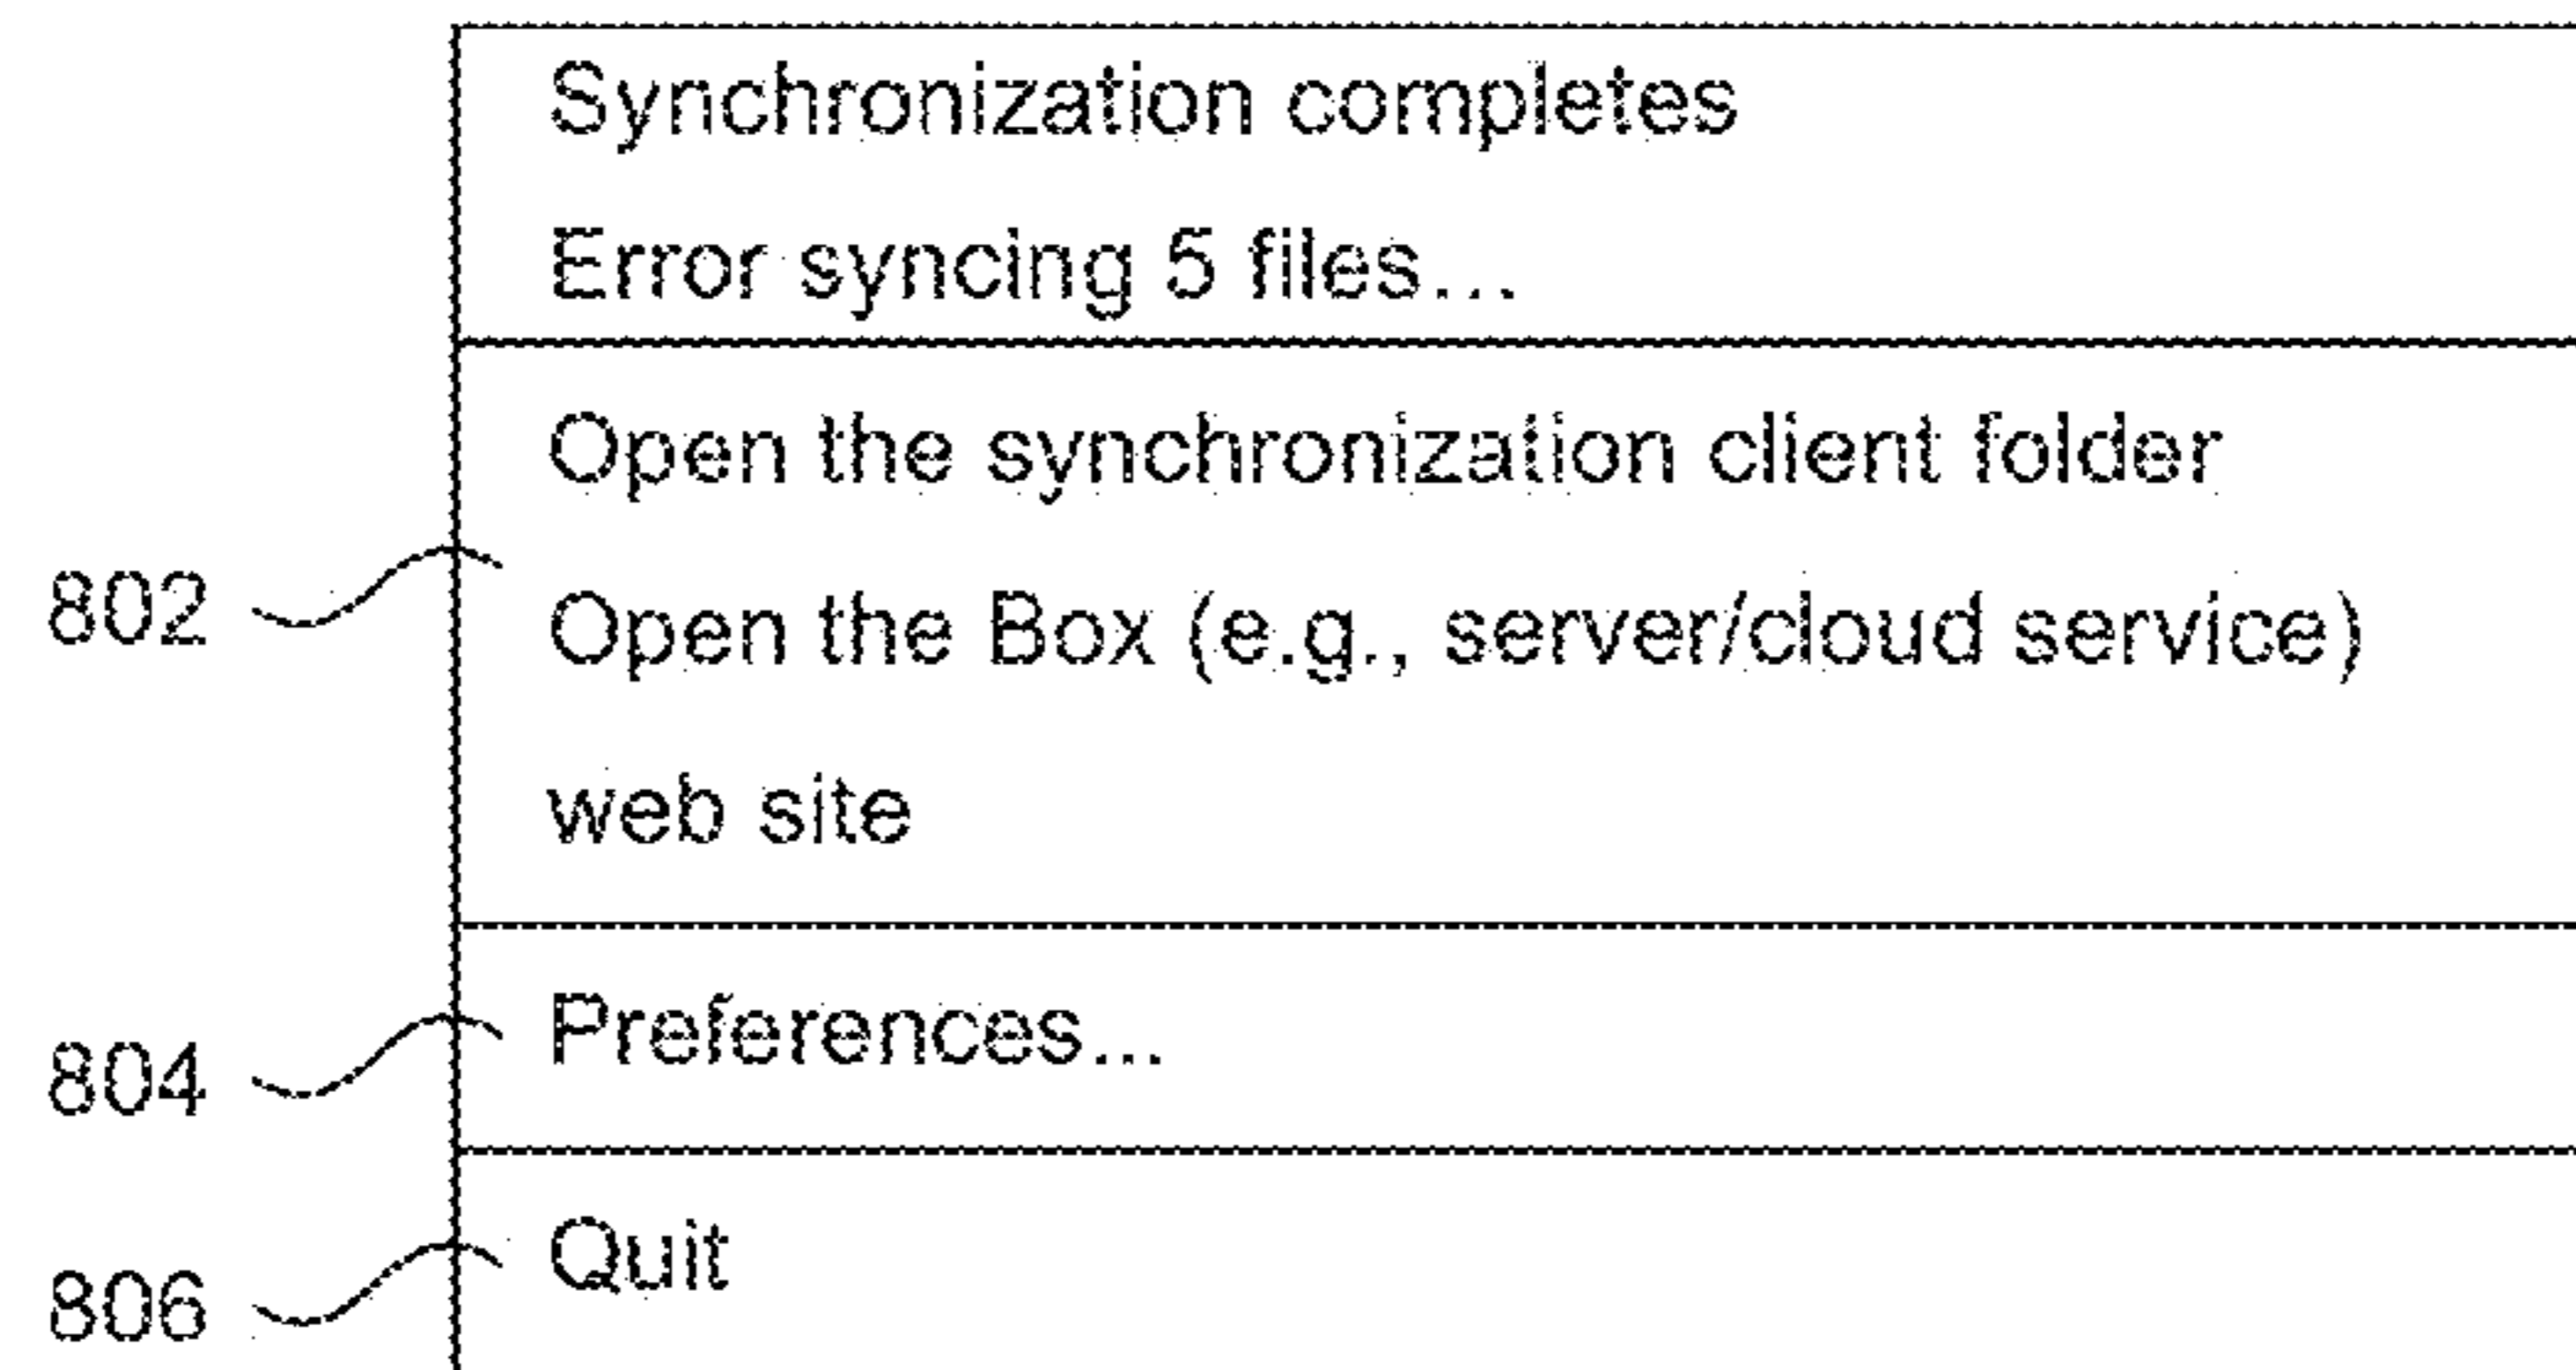 Synchronization completes
Error syncing 5 files...
Open the synchronization client folder
802
Open the Box (e.g., server/cloud service)
web site
804
Preferences...
806
Quit